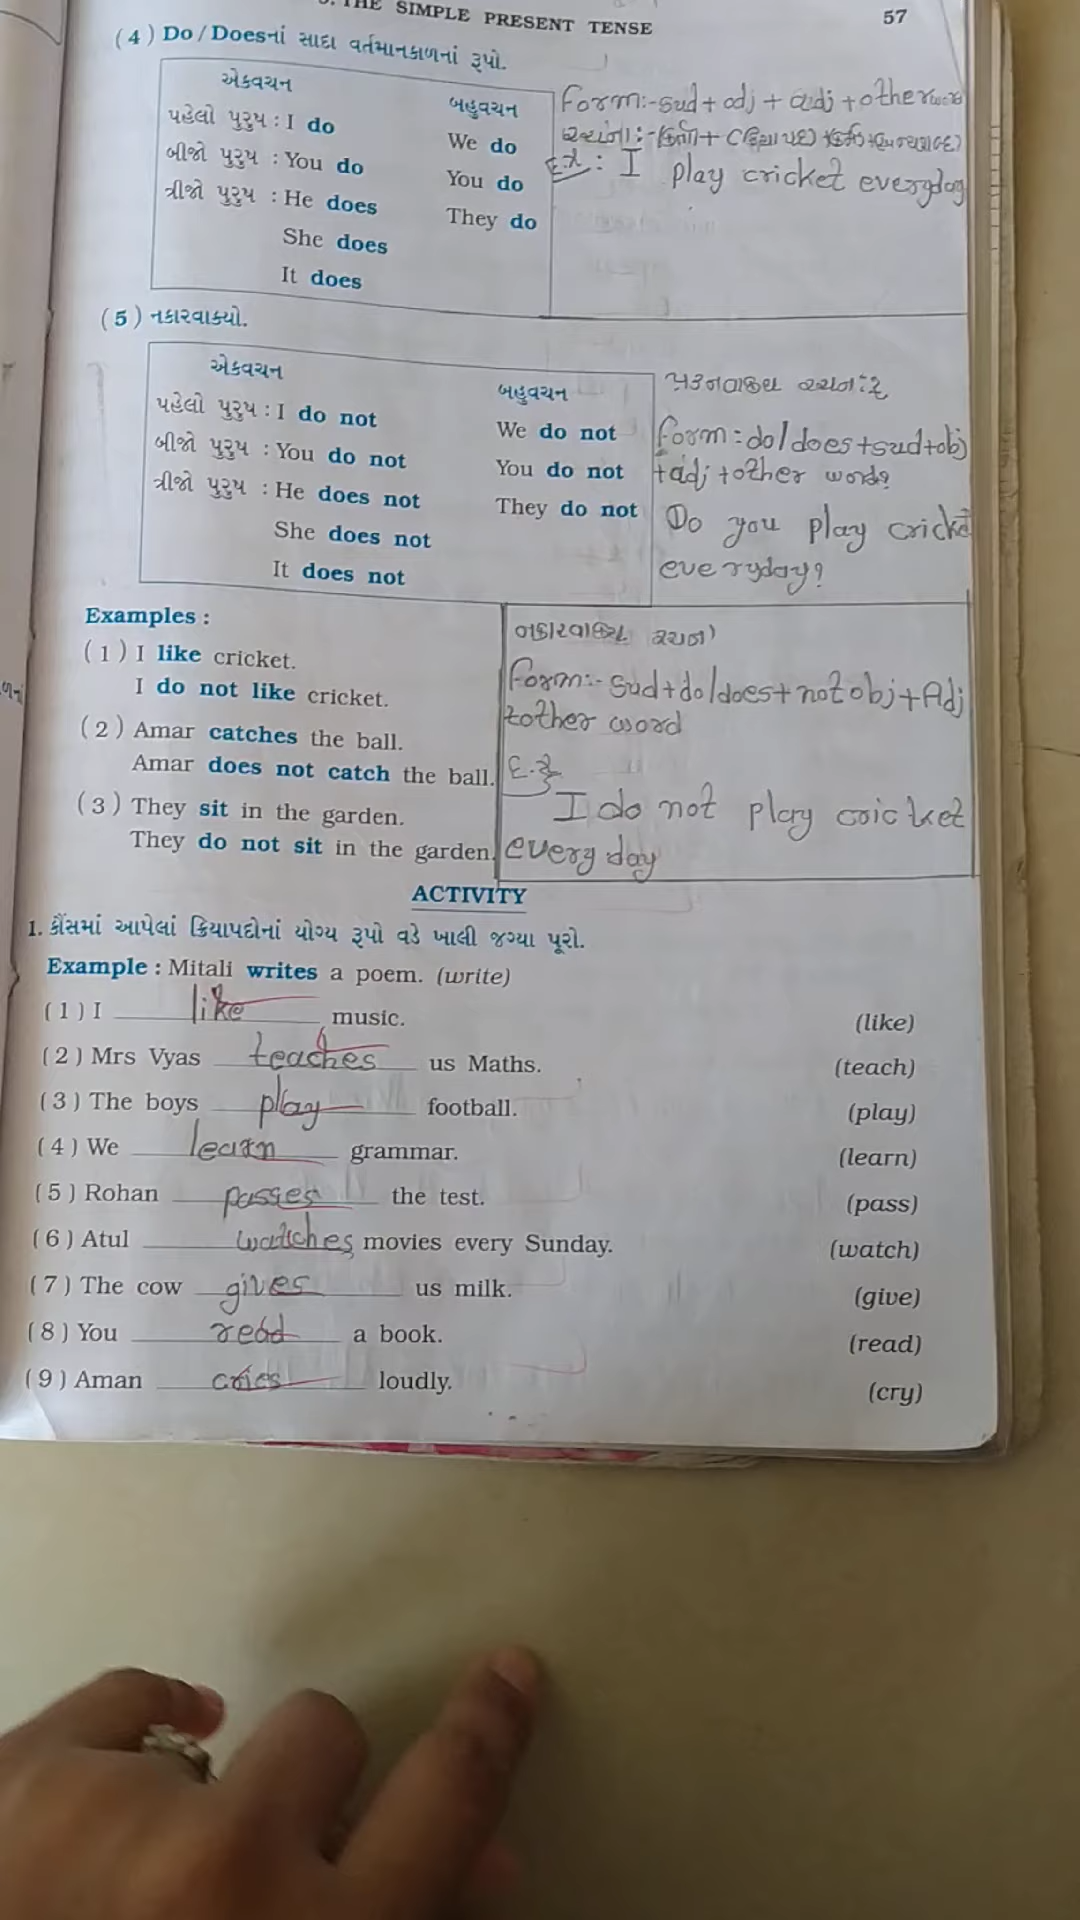 THE SIMPLE PRESENT TENSE
57
( 4 ) Do / Doesનાં સાદા વર્તમાનકાળનાં રૂપો.
એકવચન
બહુવચન
પહેલો પુરુષ : I do
We do
બીજો પુરુષ : You do
You do
ત્રીજો પુરુષ : He does
They do
She does
It does
Form:-sud + adj + adj + other
: I play cricket everyday
( 5 ) નકારવાક્યો.
એકવચન
બહુવચન
પહેલો પુરુષ : I do not
We do not
બીજો પુરુષ : You do not
You do not
ત્રીજો પુરુષ : He does not
They do not
She does not
It does not
Form: do/does+sud+obj
+adj +other word?
Do you play cricket
everyday?
Examples :
( 1 ) I like cricket.
I do not like cricket.
( 2 ) Amar catches the ball.
Amar does not catch the ball.
( 3 ) They sit in the garden.
They do not sit in the garden.
Form:- sud+do/does+not obj+Adj
+other word
I do not play cricket
every day
ACTIVITY
1. કૌંસમાં આપેલાં ક્રિયાપદોનાં યોગ્ય રૂપો વડે ખાલી જગ્યા પૂરો.
Example : Mitali writes a poem. (write)
( 1 ) I like music. (like)
( 2 ) Mrs Vyas teaches us Maths. (teach)
( 3 ) The boys play football. (play)
( 4 ) We learn grammar. (learn)
( 5 ) Rohan passes the test. (pass)
( 6 ) Atul watches movies every Sunday. (watch)
( 7 ) The cow gives us milk. (give)
( 8 ) You read a book. (read)
( 9 ) Aman cries loudly. (cry)